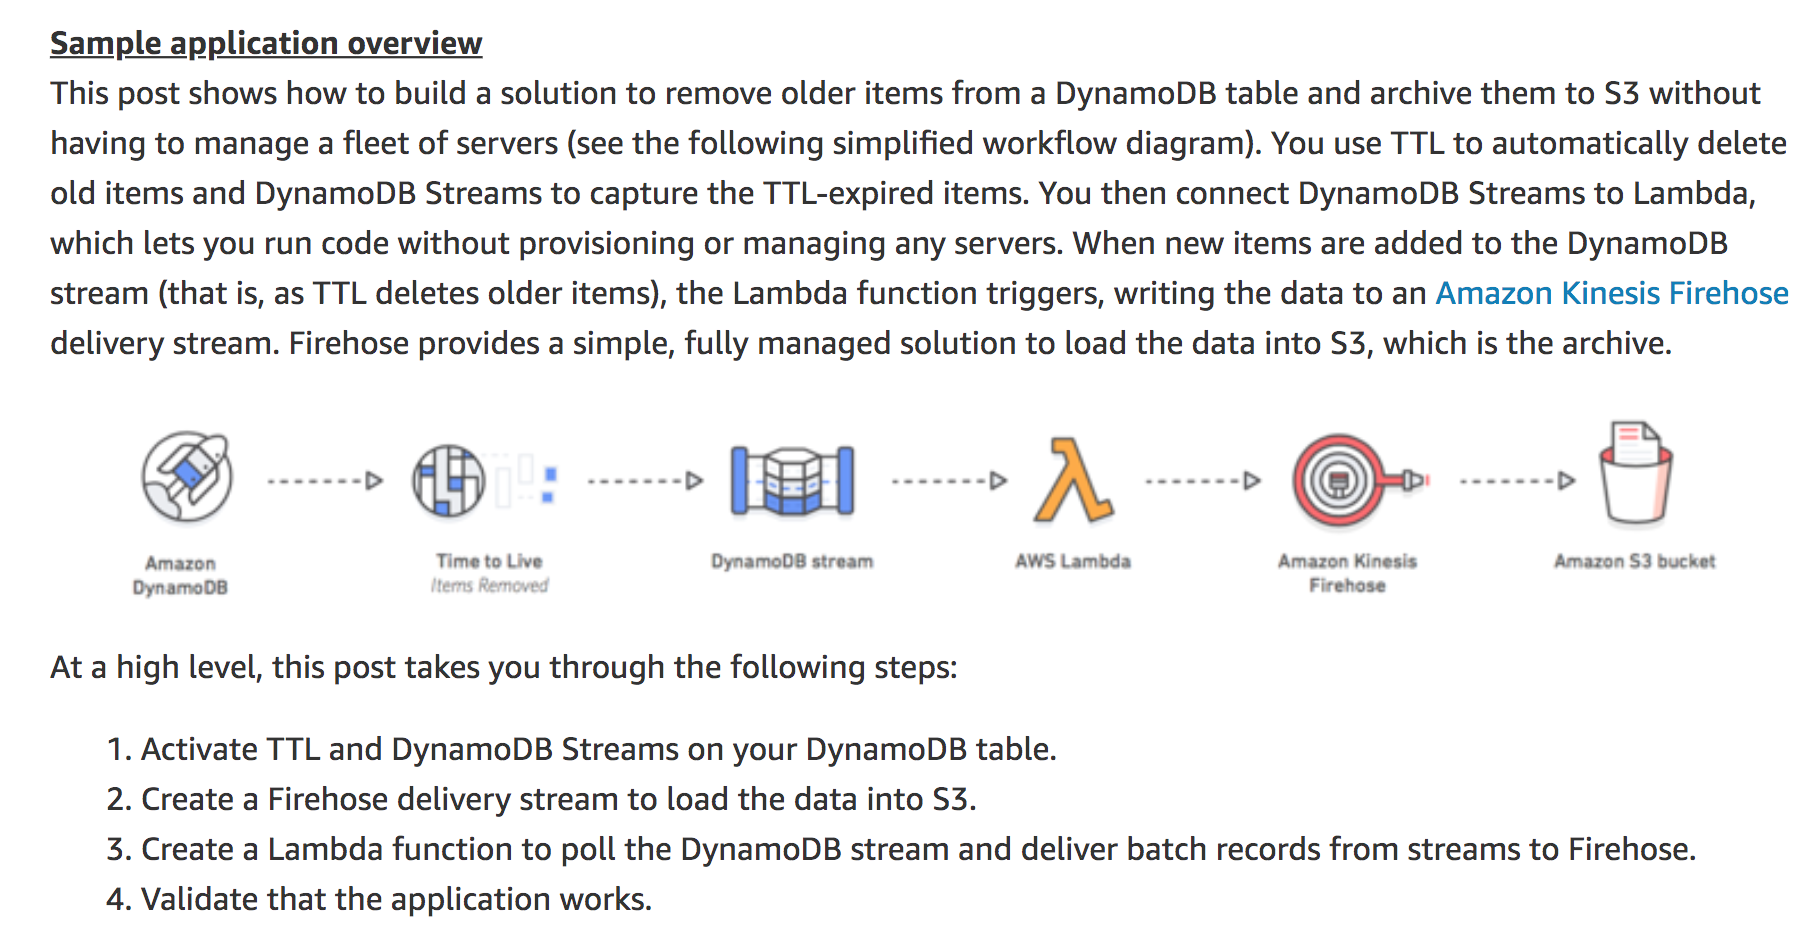 Sample application overview
This post shows how to build a solution to remove older items from a DynamoDB table and archive them to S3 without
having to manage a fleet of servers (see the following simplified workflow diagram). You use TTL to automatically delete
old items and DynamoDB Streams to capture the TTL-expired items. You then connect DynamoDB Streams to Lambda,
which lets you run code without provisioning or managing any servers. When new items are added to the DynamoDB
stream (that is, as TTL deletes older items), the Lambda function triggers, writing the data to an Amazon Kinesis Firehose
delivery stream. Firehose provides a simple, fully managed solution to load the data into S3, which is the archive.
Amazon
DynamoDB
Time to Live
Items Removed
DynamoDB stream
AWS Lambda
Amazon Kinesis
Firehose
Amazon S3 bucket
At a high level, this post takes you through the following steps:
1. Activate TTL and DynamoDB Streams on your DynamoDB table.
2. Create a Firehose delivery stream to load the data into S3.
3. Create a Lambda function to poll the DynamoDB stream and deliver batch records from streams to Firehose.
4. Validate that the application works.